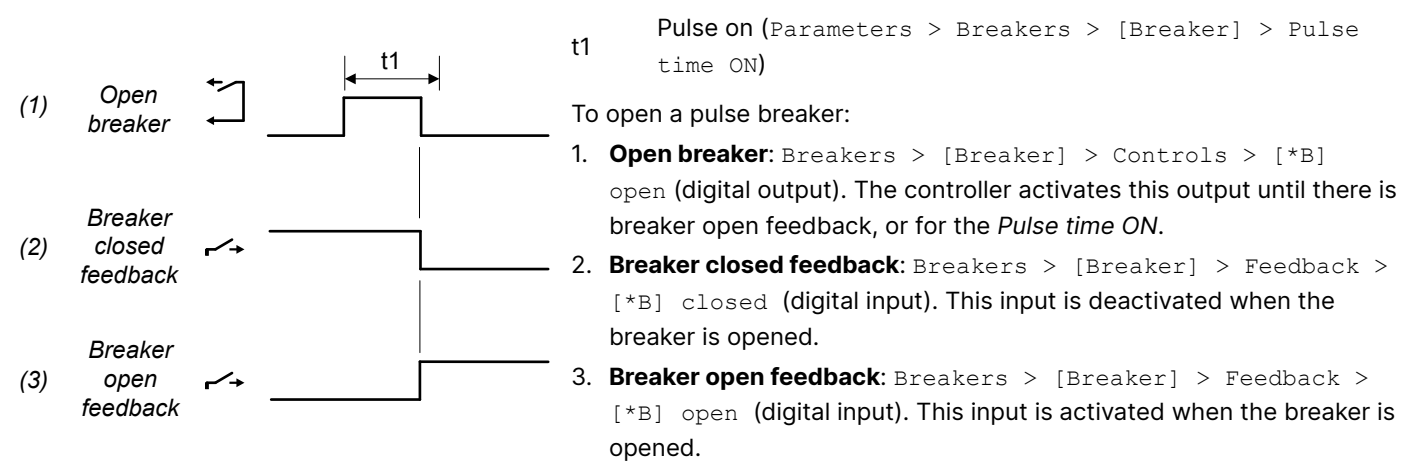 t1
(1) Open
breaker
(2) Breaker
closed
feedback
(3) Breaker
open
feedback
t1 Pulse on (Parameters > Breakers > [Breaker] > Pulse
time ON)
To open a pulse breaker:
1. Open breaker: Breakers > [Breaker] > Controls > [*B]
open (digital output). The controller activates this output until there is
breaker open feedback, or for the Pulse time ON.
2. Breaker closed feedback: Breakers > [Breaker] > Feedback >
[*B] closed (digital input). This input is deactivated when the
breaker is opened.
3. Breaker open feedback: Breakers > [Breaker] > Feedback >
[*B] open (digital input). This input is activated when the breaker is
opened.